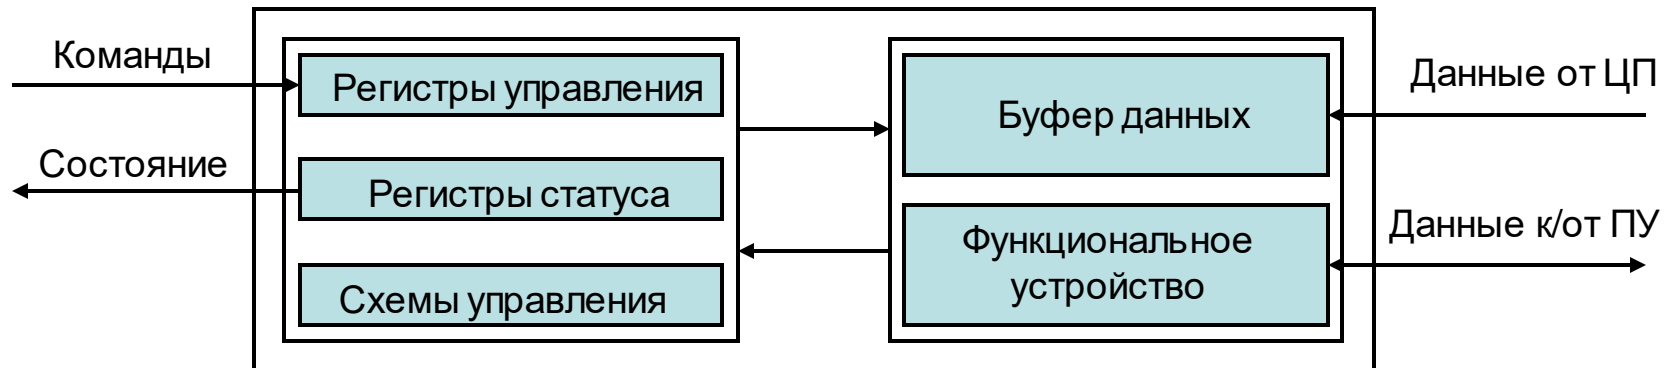 Команды
Регистры управления
Состояние
Регистры статуса
Схемы управления
Буфер данных
Функциональное
устройство
Данные от ЦП
Данные к/от ПУ